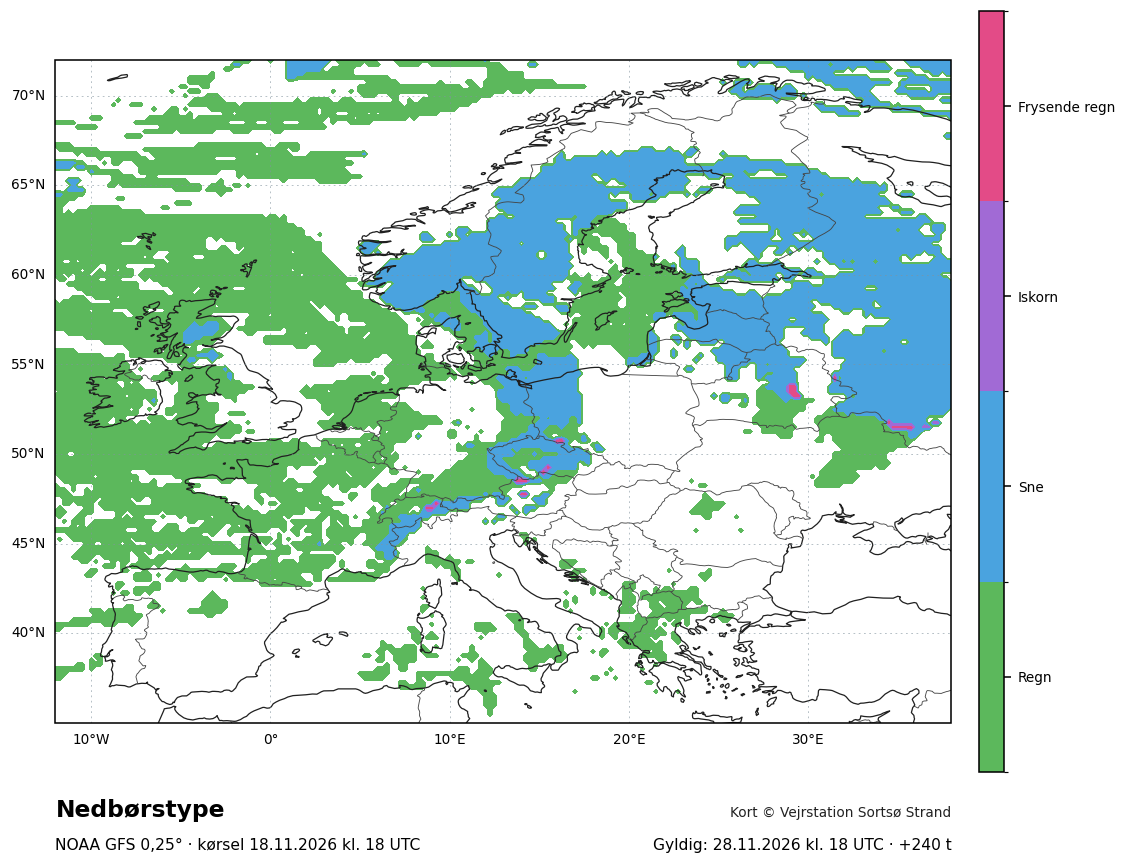 70°N
65°N
60°N
55°N
50°N
45°N
40°N
10°W
0°
10°E
20°E
30°E
Frysende regn
Iskorn
Sne
Regn
Nedbørstype
Kort © Vejrstation Sortsø Strand
NOAA GFS 0,25° · kørsel 18.11.2026 kl. 18 UTC
Gyldig: 28.11.2026 kl. 18 UTC · +240 t